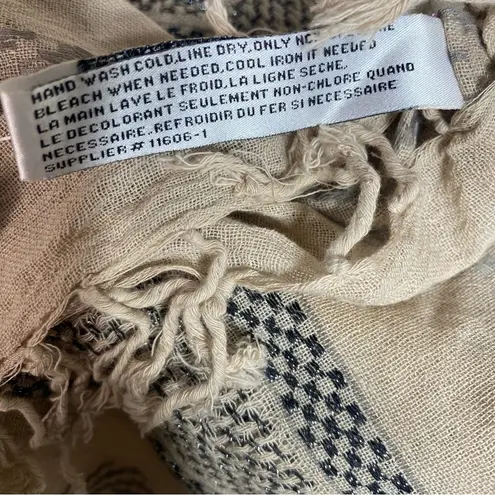 HAND WASH COLD, LINE DRY, ONLY
BLEACH WHEN NEEDED, COOL IRON IF NEEDED
LA MAIN LAVE LE FROID, LA LIGNE SECHE,
LE DECOLORANT SEULEMENT NON-CHLORE QUAND
NECESSAIRE, REFROIDIR DU FER SI NECESSAIRE
SUPPLIER # 11606-1